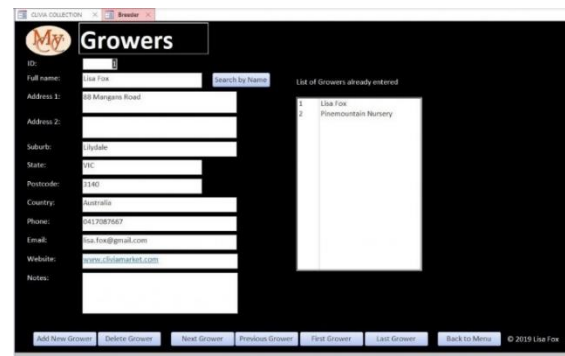 CLIVIA COLLECTION × Breeder ×
My Growers
ID: 1
Full name: Lisa Fox Search by Name
List of Growers already entered
Address 1: 88 Mangans Road
1 Lisa Fox
2 Pinemountain Nursery
Address 2:
Suburb: Lilydale
State: VIC
Postcode: 3140
Country: Australia
Phone: 0417087667
Email: lisa.fox@gmail.com
Website: www.cliviamarket.com
Notes:
Add New Grower Delete Grower Next Grower Previous Grower First Grower Last Grower Back to Menu © 2019 Lisa Fox